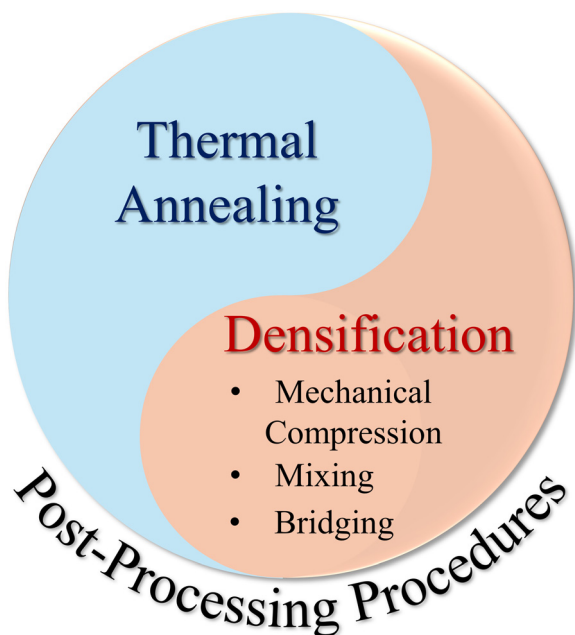 Thermal
Annealing
Densification
• Mechanical
Compression
• Mixing
• Bridging
Post-Processing Procedures